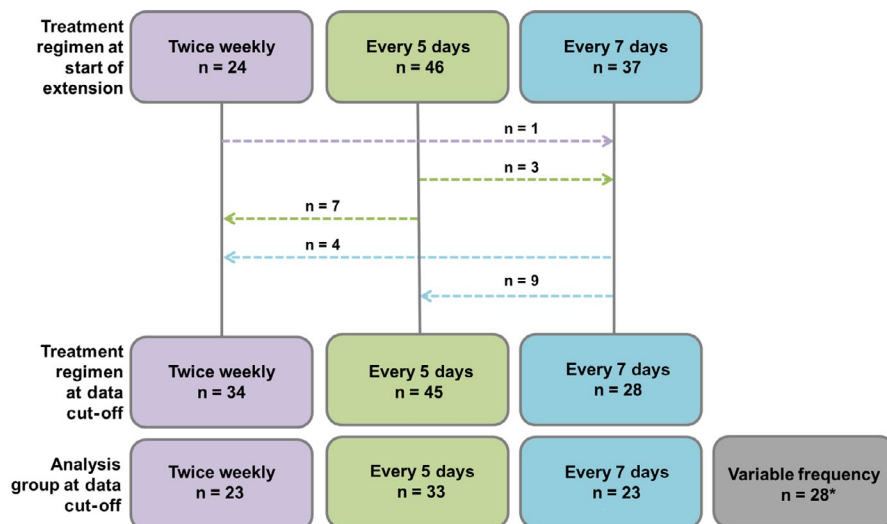 Treatment
regimen at
start of
extension
Twice weekly
n = 24
Every 5 days
n = 46
Every 7 days
n = 37
n = 1
n = 3
n = 7
n = 4
n = 9
Treatment
regimen
at data
cut-off
Twice weekly
n = 34
Every 5 days
n = 45
Every 7 days
n = 28
Analysis
group at data
cut-off
Twice weekly
n = 23
Every 5 days
n = 33
Every 7 days
n = 23
Variable frequency
n = 28*